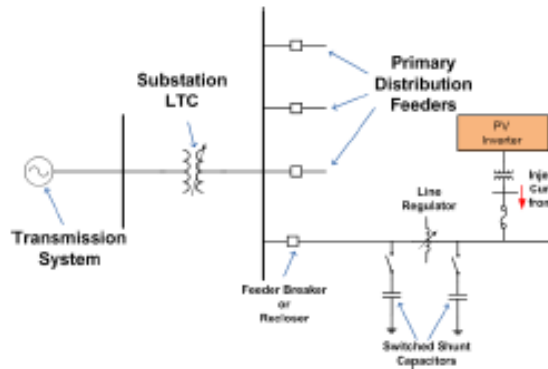 Substation
LTC
Primary
Distribution
Feeders
PV
Inverter
Line
Regulator
Transmission
System
Feeder Breaker
or
Recloser
Switched Shunt
Capacitors